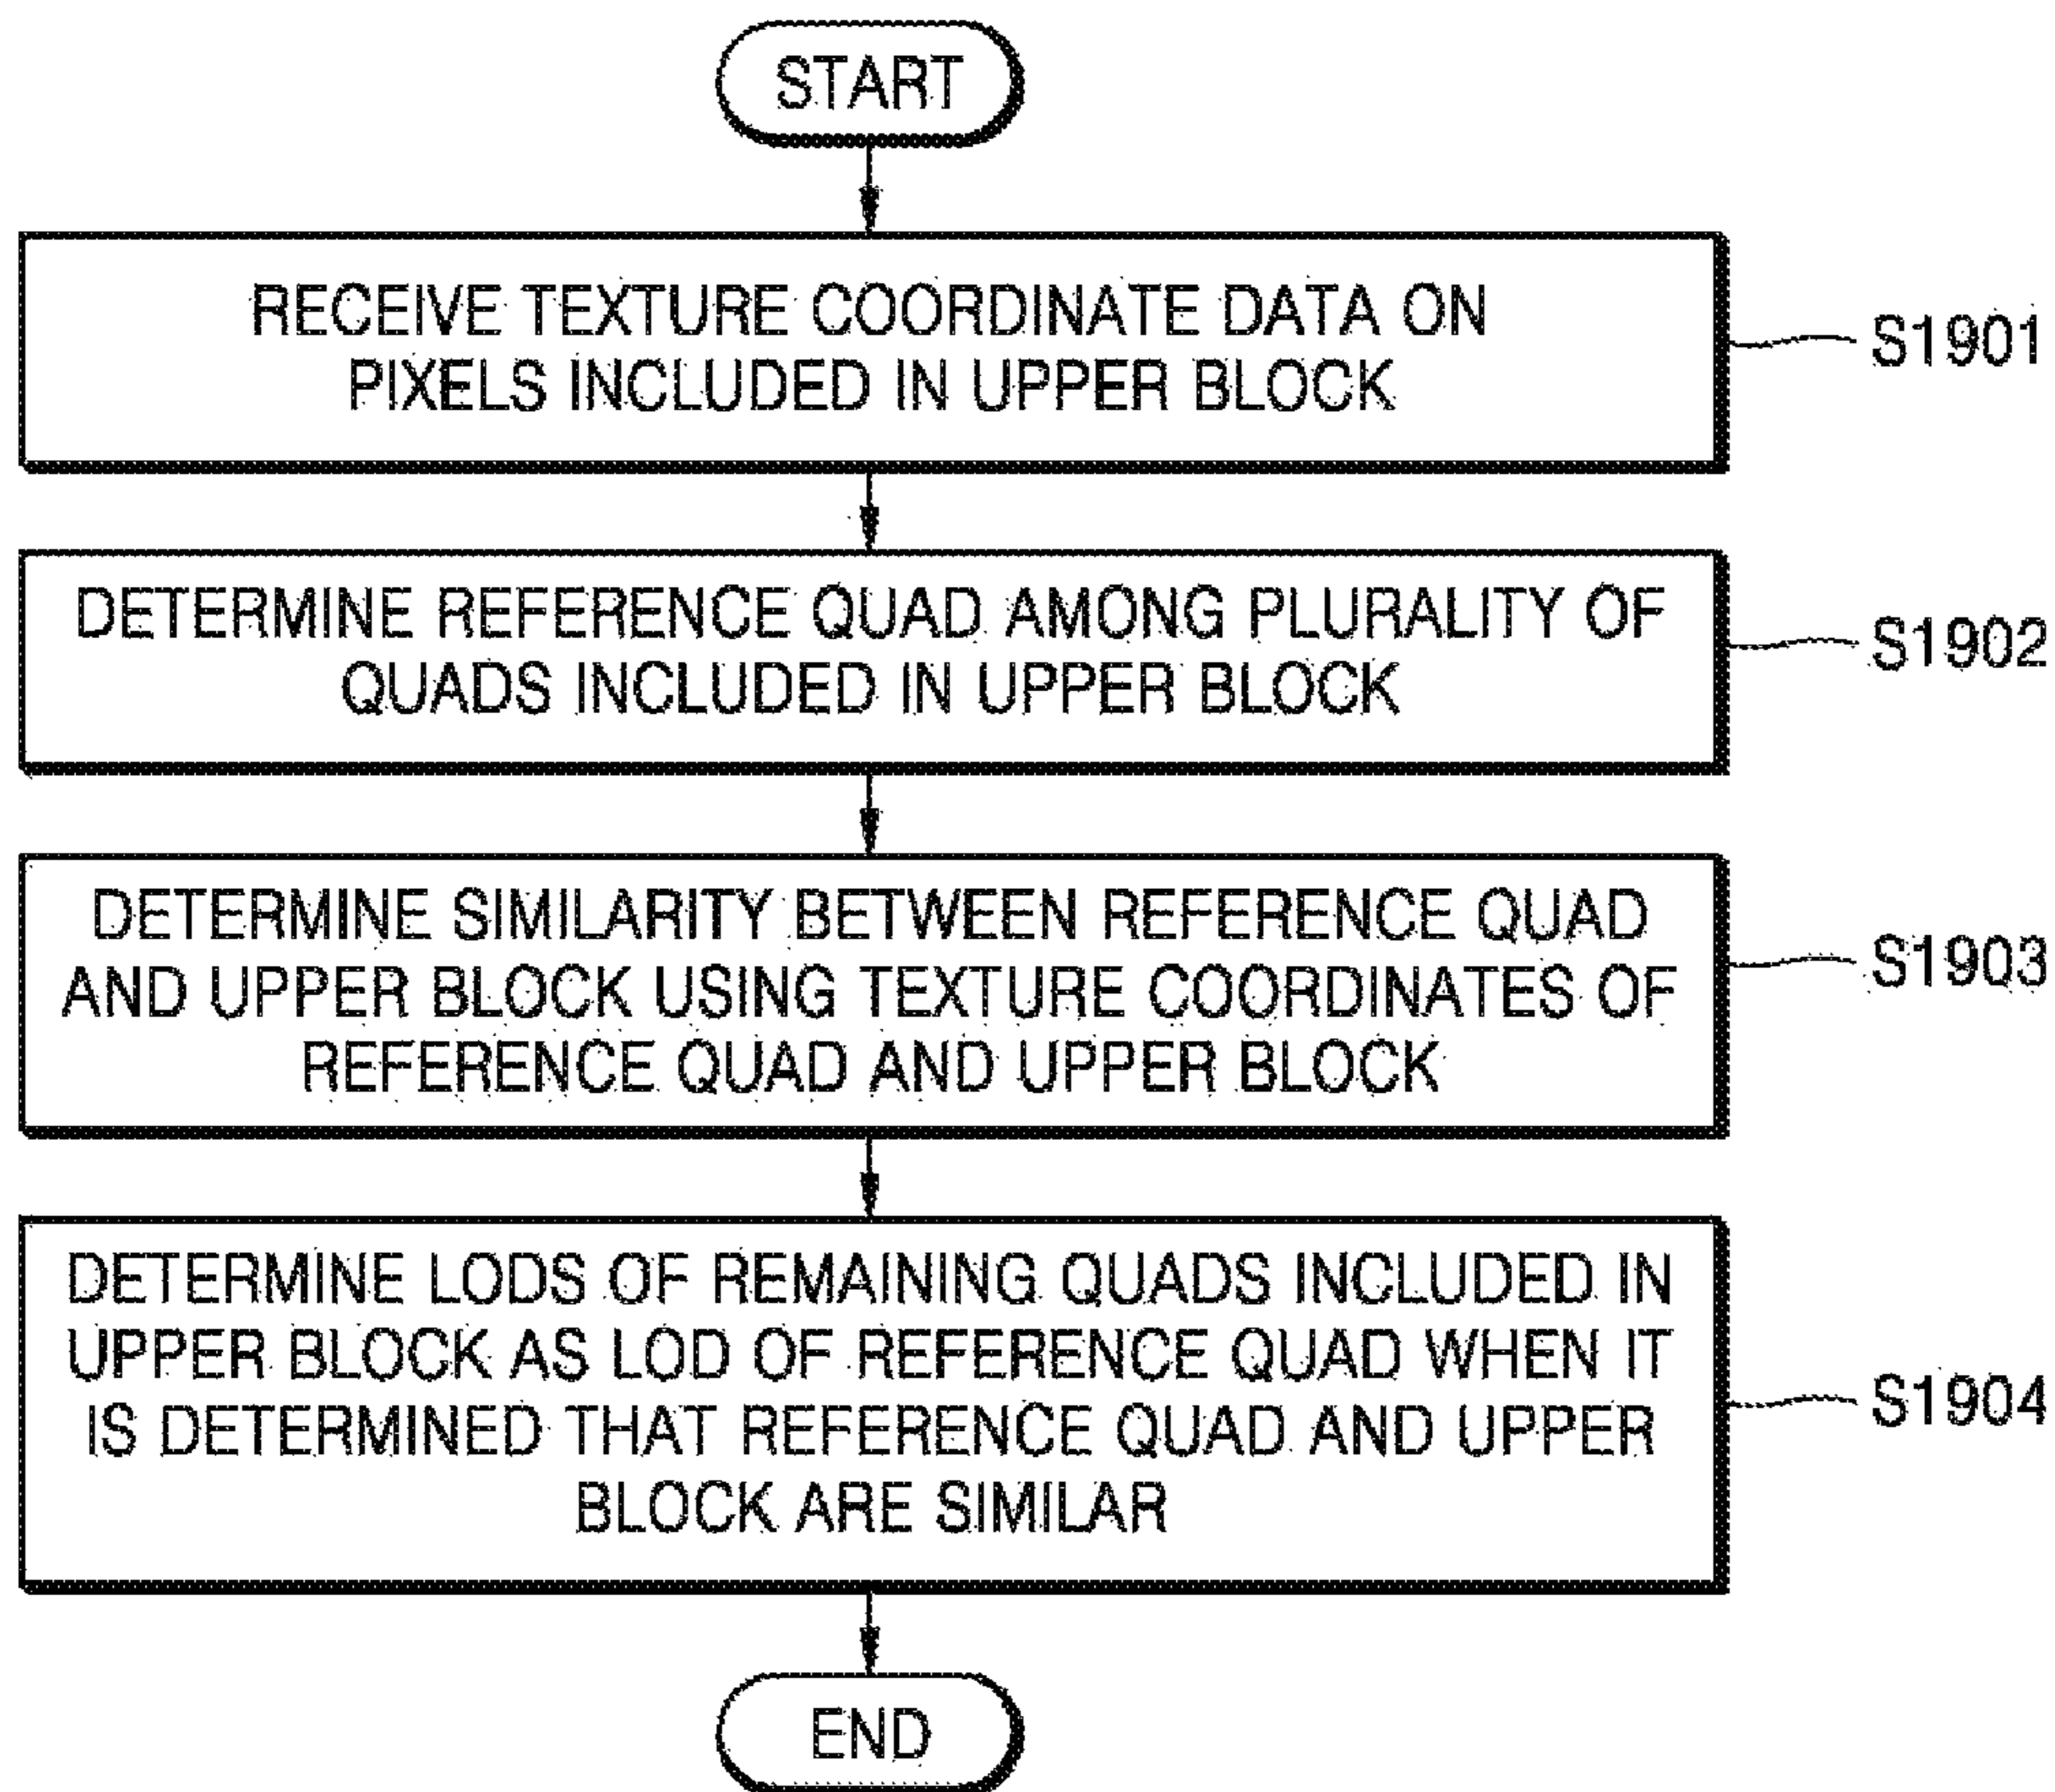 START
RECEIVE TEXTURE COORDINATE DATA ON
PIXELS INCLUDED IN UPPER BLOCK
S1901
DETERMINE REFERENCE QUAD AMONG PLURALITY OF
QUADS INCLUDED IN UPPER BLOCK
S1902
DETERMINE SIMILARITY BETWEEN REFERENCE QUAD
AND UPPER BLOCK USING TEXTURE COORDINATES OF
REFERENCE QUAD AND UPPER BLOCK
S1903
DETERMINE LODS OF REMAINING QUADS INCLUDED IN
UPPER BLOCK AS LOD OF REFERENCE QUAD WHEN IT
IS DETERMINED THAT REFERENCE QUAD AND UPPER
BLOCK ARE SIMILAR
S1904
END